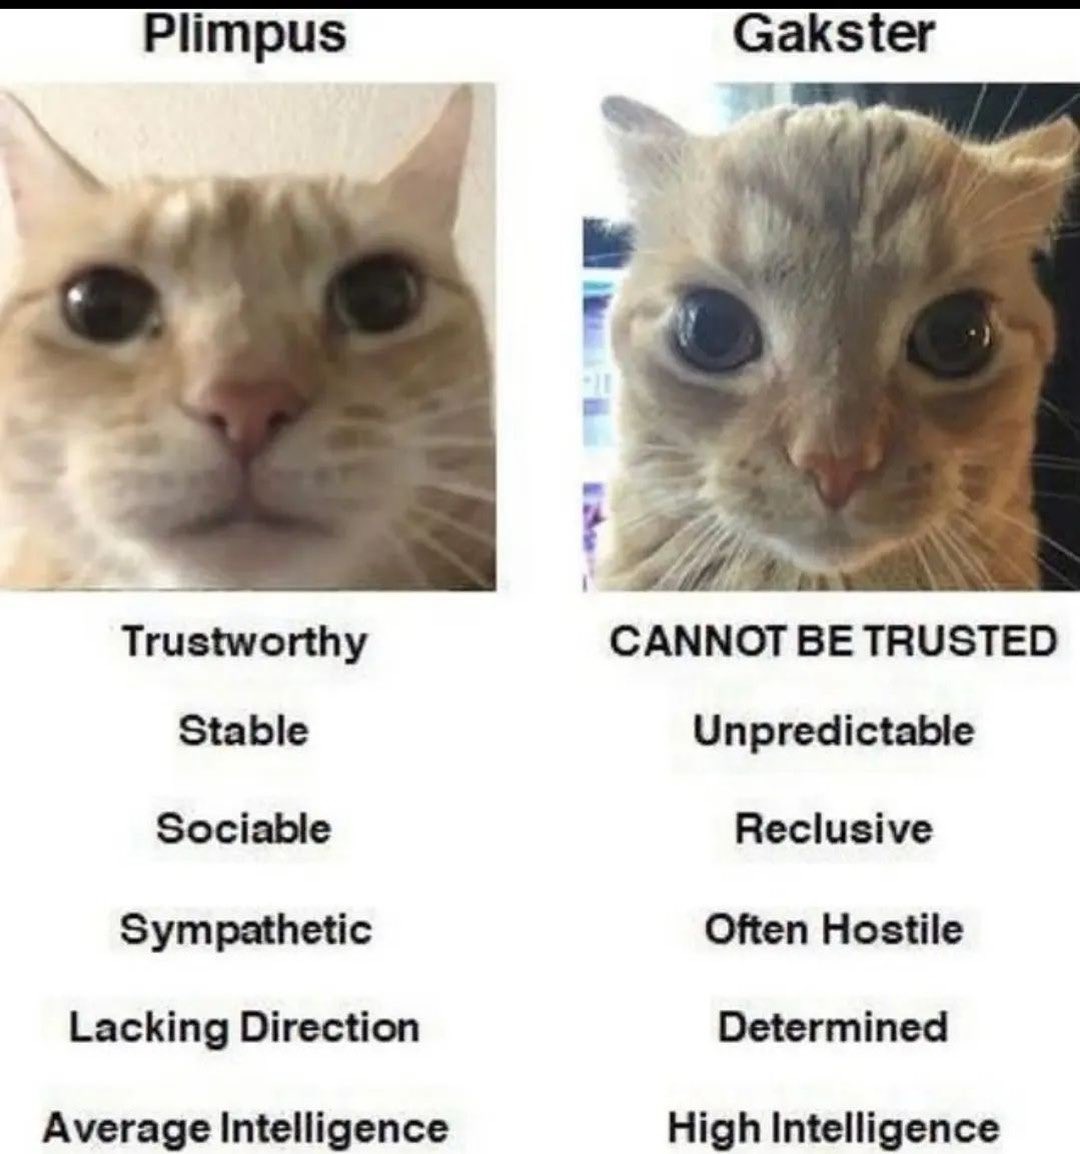 Plimpus Gakster
Trustworthy CANNOT BE TRUSTED
Stable Unpredictable
Sociable Reclusive
Sympathetic Often Hostile
Lacking Direction Determined
Average Intelligence High Intelligence